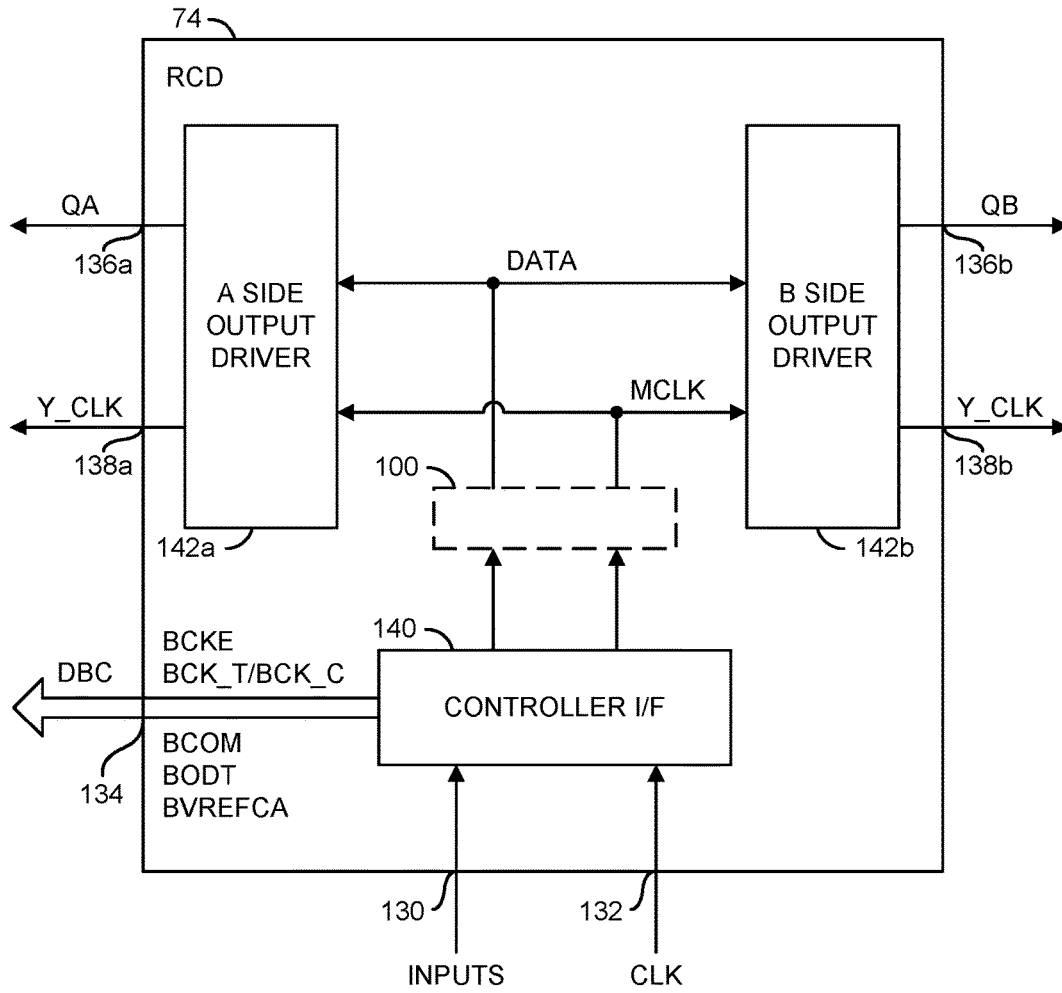 74
RCD
QA
136a
A SIDE
OUTPUT
DRIVER
Y_CLK
138a
142a
DATA
MCLK
100
B SIDE
OUTPUT
DRIVER
QB
136b
Y_CLK
138b
142b
140
CONTROLLER I/F
DBC
BCKE
BCK_T/BCK_C
134
BCOM
BODT
BVREFCA
130
132
INPUTS
CLK